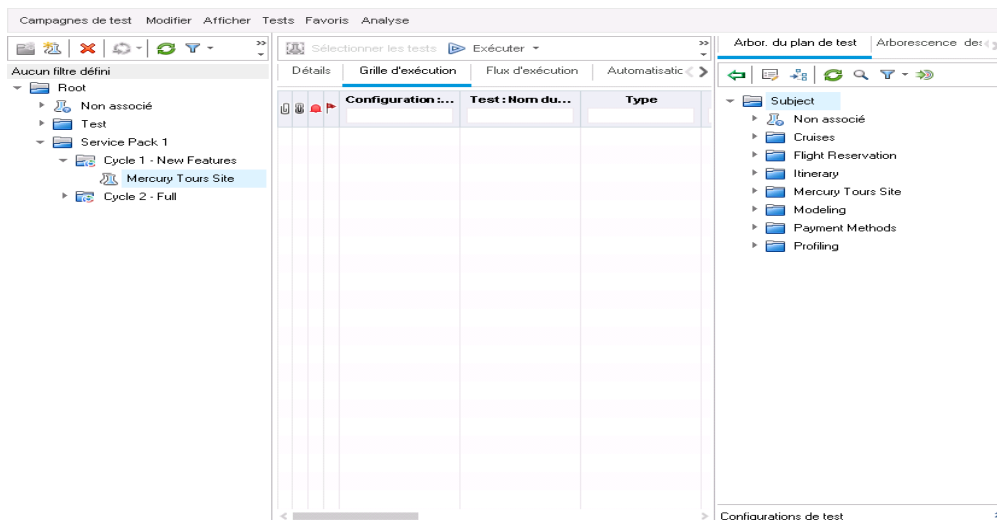 Campagnes de test Modifier Afficher Tests Favoris Analyse
Aucun filtre défini
Root
Non associé
Test
Service Pack 1
Cycle 1 - New Features
Mercury Tours Site
Cycle 2 - Full
Sélectionner les tests Exécuter
Détails Grille d'exécution Flux d'exécution Automatisatic
Configuration :... Test : Nom du... Type
Arbor. du plan de test Arborescence des
Subject
Non associé
Cruises
Flight Reservation
Itinerary
Mercury Tours Site
Modeling
Payment Methods
Profiling
Configurations de test